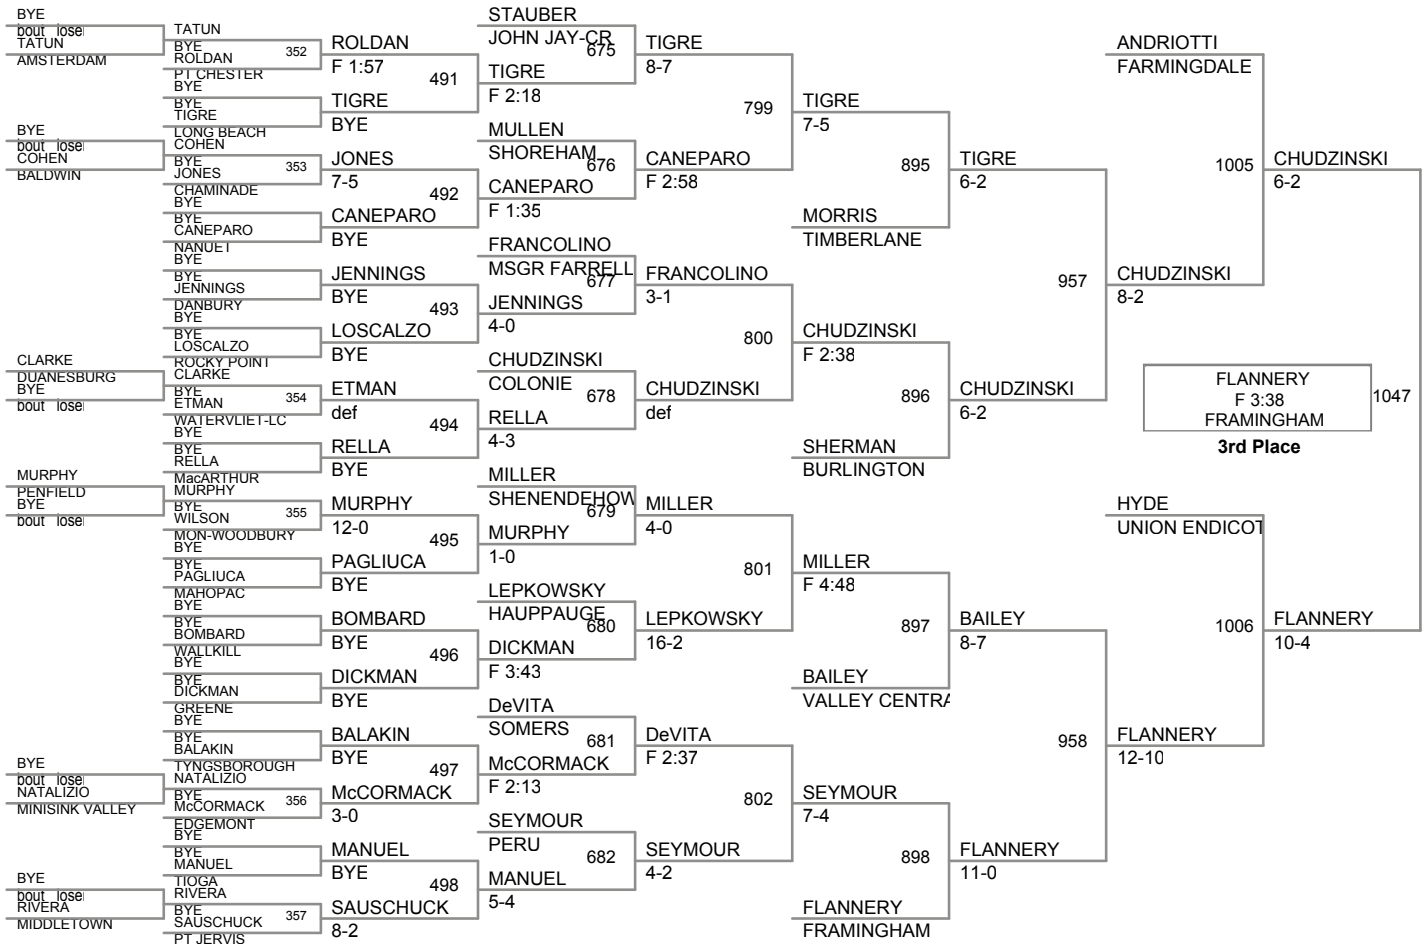 BYE
bout loser
TATUN
AMSTERDAM
BYE
bout loser
COHEN
BALDWIN
CLARKE
DUANESBURG
BYE
bout loser
MURPHY
PENFIELD
BYE
bout loser
BYE
bout loser
NATALIZIO
MINISINK VALLEY
BYE
bout loser
RIVERA
MIDDLETOWN
TATUN
BYE
352
ROLDAN
PT CHESTER
BYE
BYE
TIGRE
LONG BEACH
COHEN
BYE
353
JONES
CHAMINADE
BYE
BYE
CANEPARO
NANUET
BYE
BYE
JENNINGS
DANBURY
BYE
BYE
LOSCALZO
ROCKY POINT
CLARKE
BYE
354
ETMAN
WATERVLIET-LC
BYE
BYE
RELLA
MacARTHUR
MURPHY
BYE
355
WILSON
MON-WOODBURY
BYE
BYE
PAGLIUCA
MAHOPAC
BYE
BYE
BOMBARD
WALLKILL
BYE
BYE
DICKMAN
GREENE
BYE
BYE
BALAKIN
TYNGSBOROUGH
NATALIZIO
BYE
356
McCORMACK
EDGEMONT
BYE
BYE
MANUEL
TIOGA
RIVERA
BYE
357
SAUSCHUCK
PT JERVIS
ROLDAN
F 1:57
491
TIGRE
BYE
JONES
7-5
492
CANEPARO
BYE
JENNINGS
BYE
493
LOSCALZO
BYE
ETMAN
def
494
RELLA
BYE
MURPHY
12-0
495
PAGLIUCA
BYE
BOMBARD
BYE
496
DICKMAN
BYE
BALAKIN
BYE
497
McCORMACK
3-0
MANUEL
BYE
498
SAUSCHUCK
8-2
STAUBER
JOHN JAY-CR
675
TIGRE
F 2:18
MULLEN
SHOREHAM
676
CANEPARO
F 1:35
FRANCOLINO
MSGR FARRELL
677
JENNINGS
4-0
CHUDZINSKI
COLONIE
678
RELLA
4-3
MILLER
SHENENDEHOW
679
MURPHY
1-0
LEPKOWSKY
HAUPPAUGE
680
DICKMAN
F 3:43
DeVITA
SOMERS
681
McCORMACK
F 2:13
SEYMOUR
PERU
682
MANUEL
5-4
TIGRE
8-7
799
CANEPARO
F 2:58
FRANCOLINO
3-1
800
CHUDZINSKI
def
MILLER
4-0
801
LEPKOWSKY
16-2
DeVITA
F 2:37
802
SEYMOUR
4-2
TIGRE
7-5
895
MORRIS
TIMBERLANE
CHUDZINSKI
F 2:38
896
SHERMAN
BURLINGTON
MILLER
F 4:48
897
BAILEY
VALLEY CENTRA
SEYMOUR
7-4
898
FLANNERY
FRAMINGHAM
TIGRE
6-2
957
CHUDZINSKI
6-2
BAILEY
8-7
958
FLANNERY
11-0
ANDRIOTTI
FARMINGDALE
1005
CHUDZINSKI
8-2
HYDE
UNION ENDICOT
1006
FLANNERY
12-10
CHUDZINSKI
6-2
1047
FLANNERY
10-4
FLANNERY
F 3:38
FRAMINGHAM
3rd Place